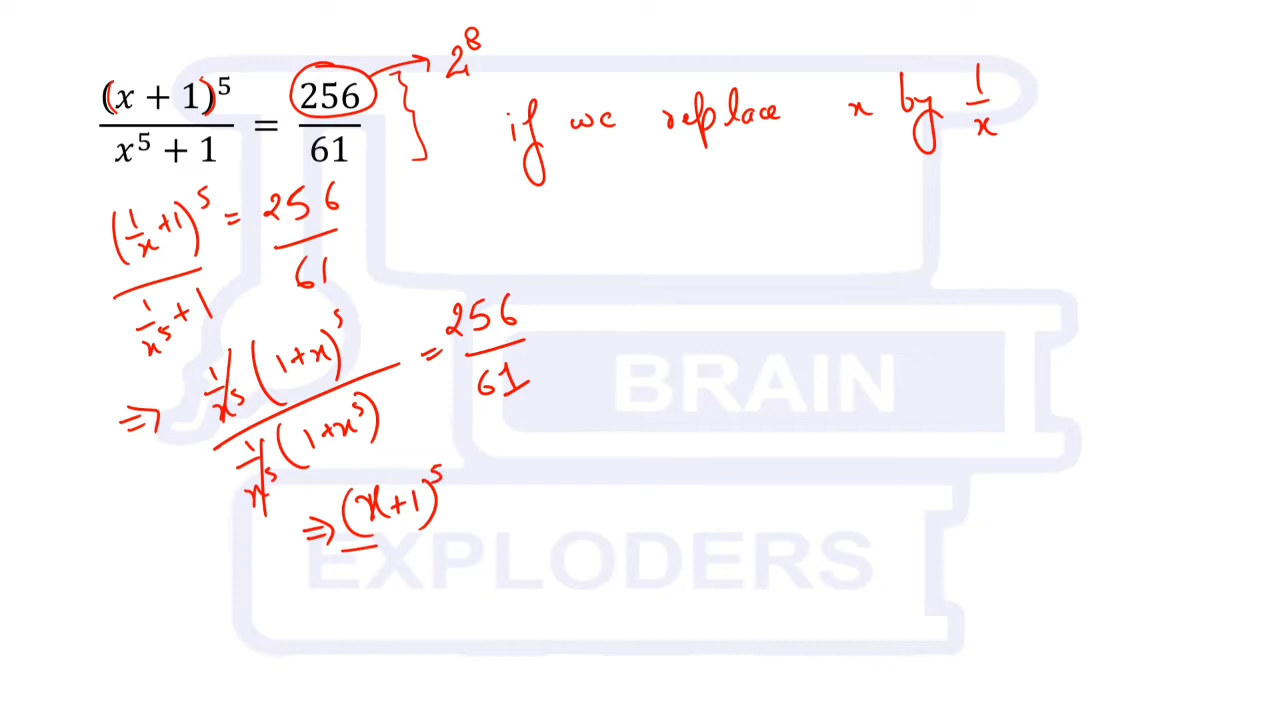 (x + 1)^5 / (x^5 + 1) = 256 / 61 → 2^8
if we replace x by 1/x
(1/x + 1)^5 / (1/x^5 + 1) = 256 / 61
⇒ 1/x^5 (1+x)^5 / 1/x^5 (1+x^5) = 256 / 61
⇒ (x+1)^5
BRAIN
EXPLODERS